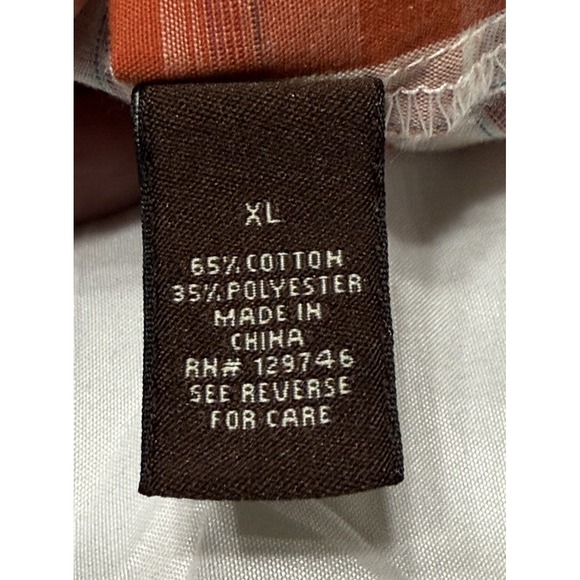 XL
65% COTTON
35% POLYESTER
MADE IN
CHINA
RN# 129746
SEE REVERSE
FOR CARE